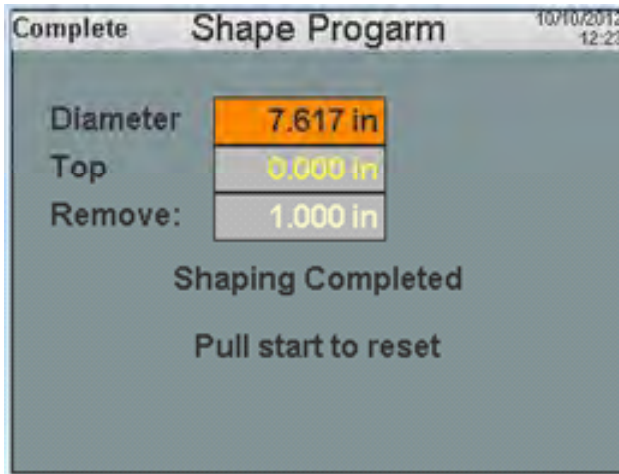 Complete Shape Progarm 10/10/2012
12:23
Diameter 7.617 in
Top 0.000 in
Remove: 1.000 in
Shaping Completed
Pull start to reset